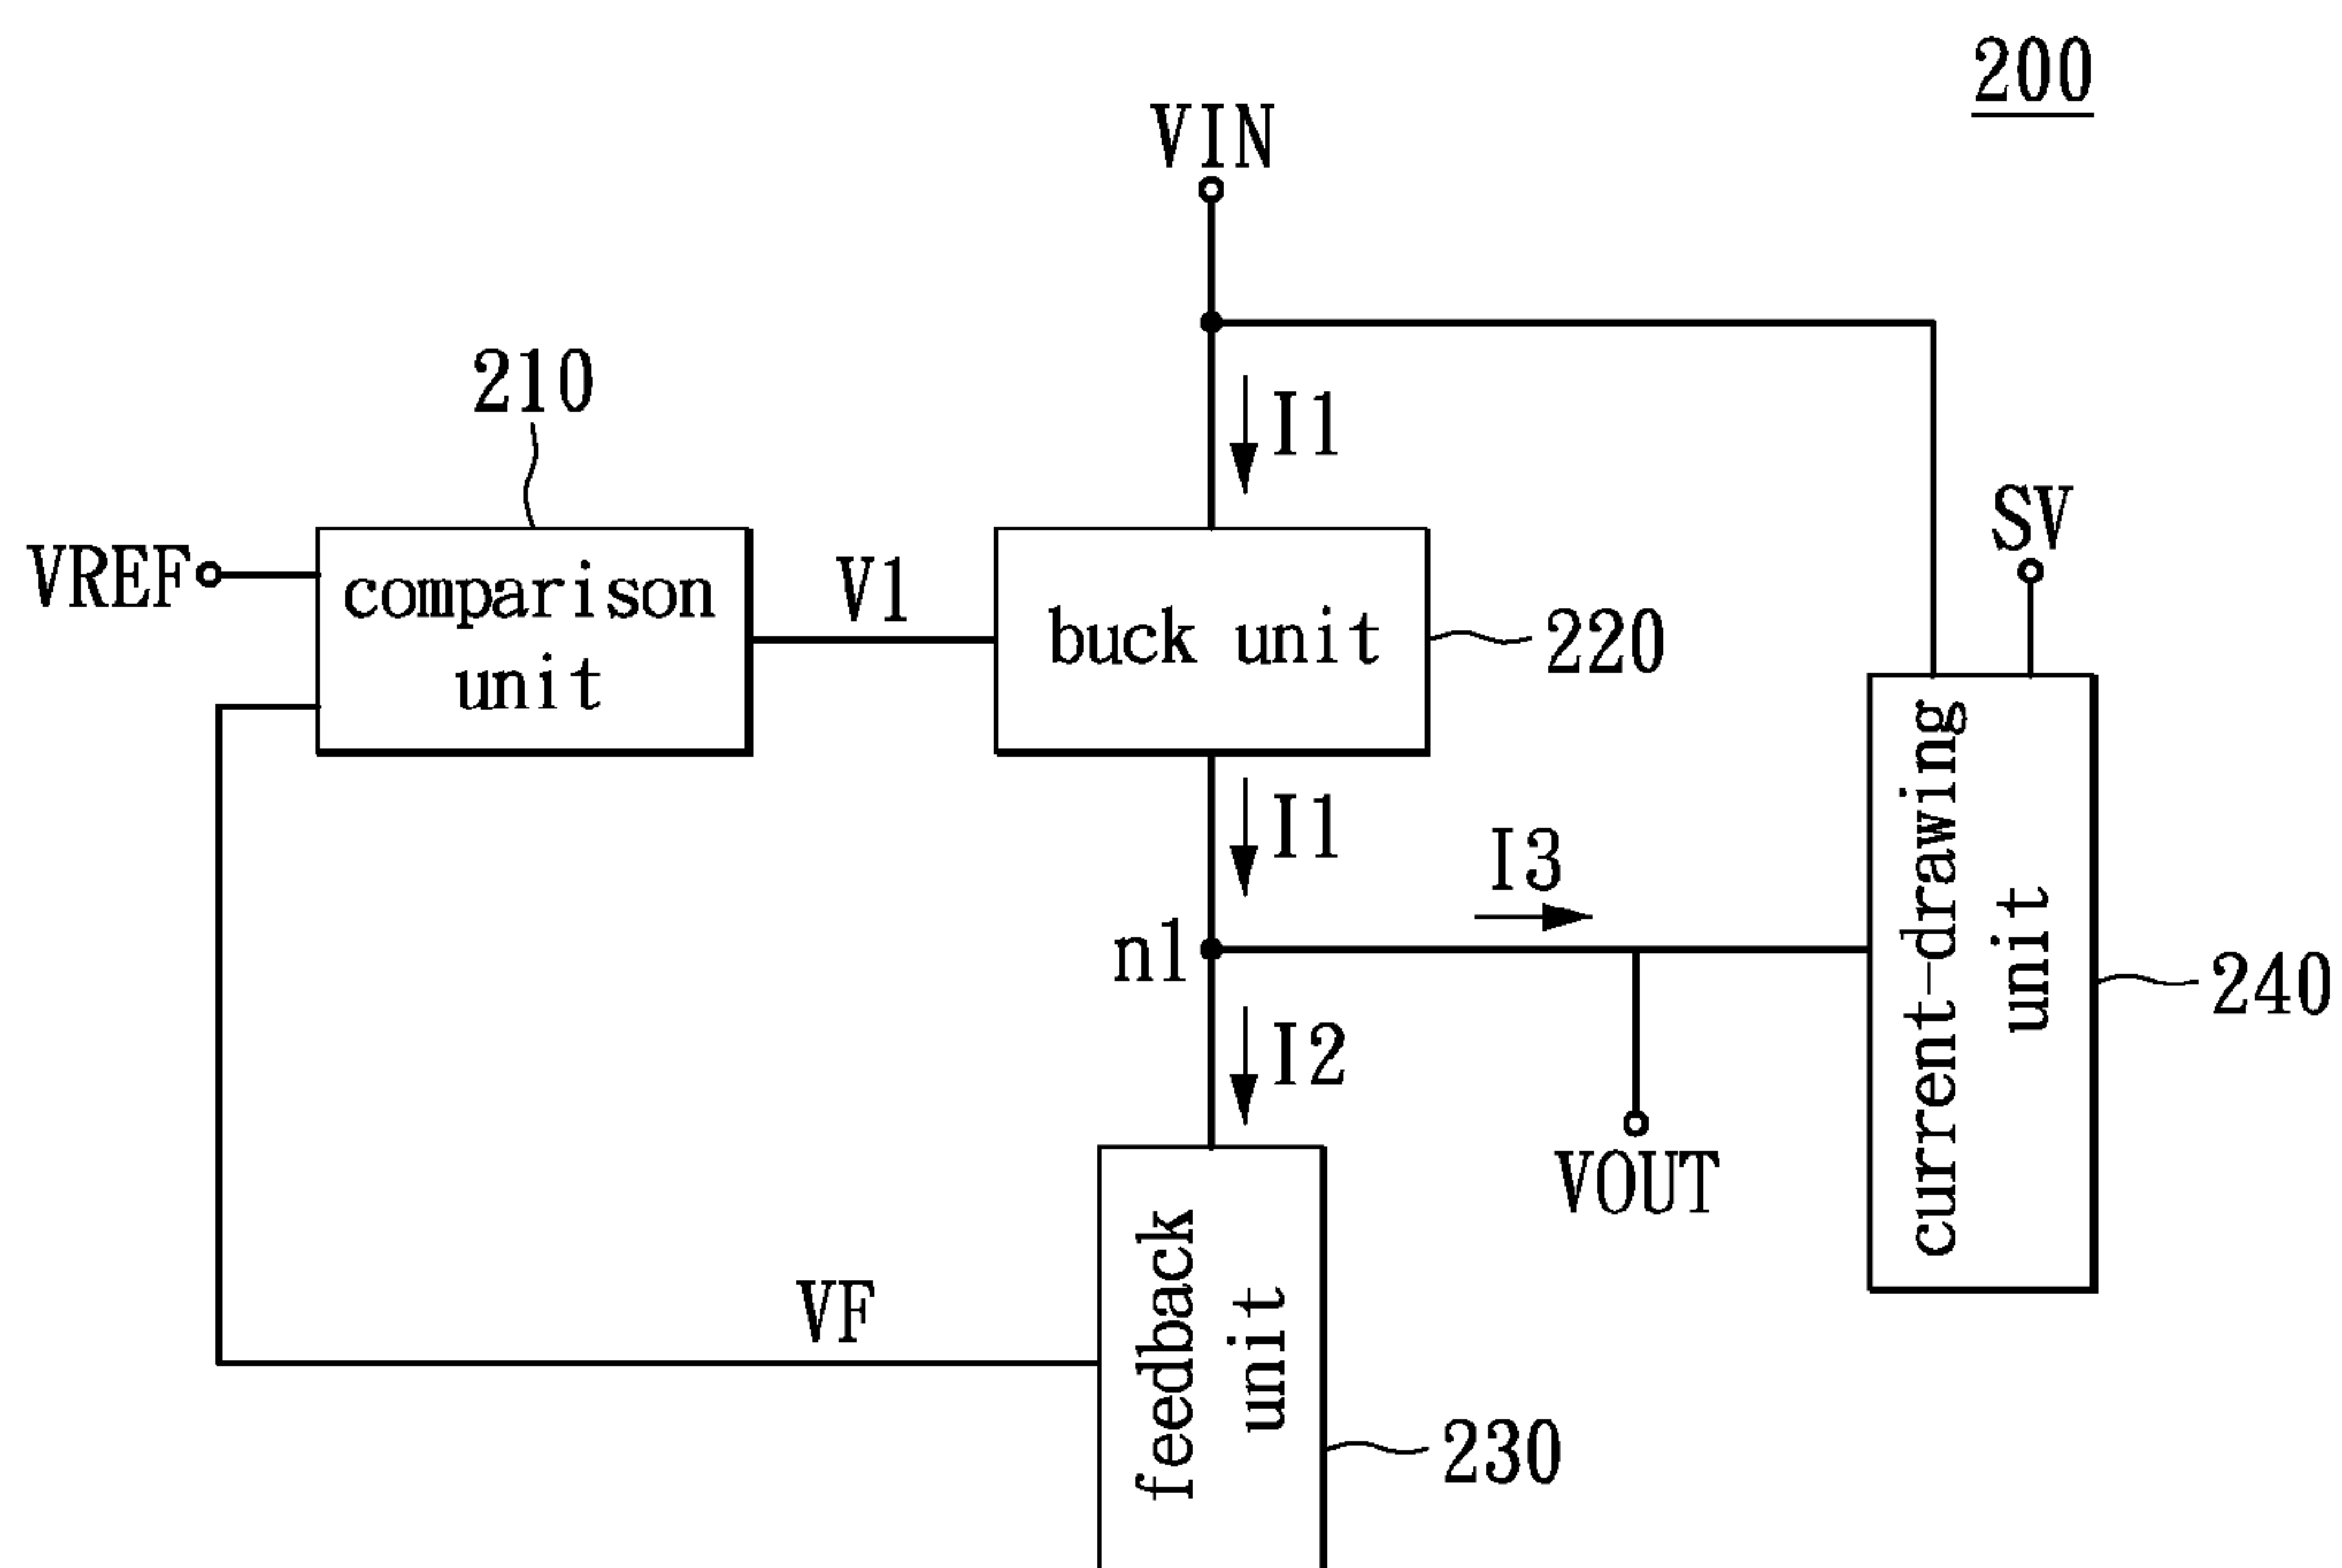 200
VIN
I1
210
SV
VREF
comparison
unit
V1
buck unit
220
I1
I3
n1
current-drawing
unit
240
I2
VOUT
VF
feedback
unit
230